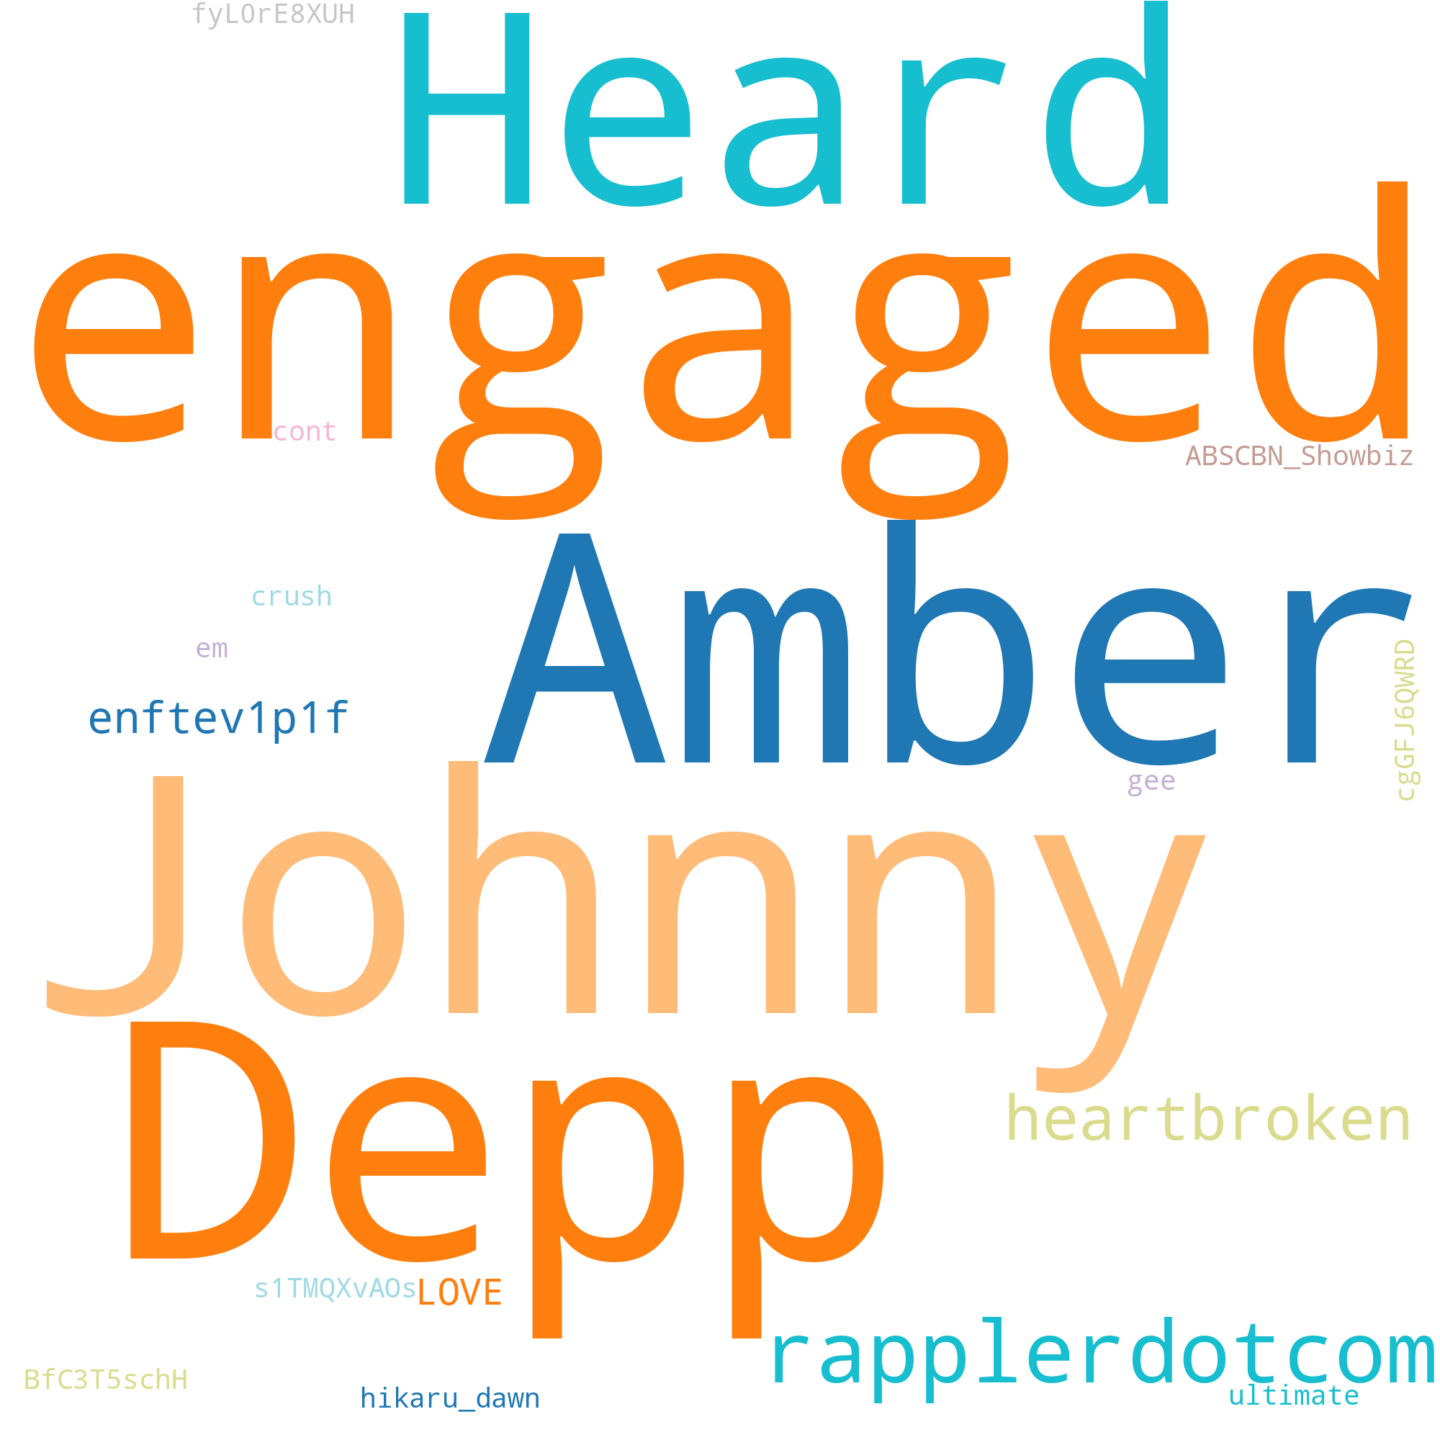 fyL0rE8XUH
Heard
engaged
cont
ABSCBN_Showbiz
Amber
crush
em
cgGFJ6QWRD
enftev1p1f
gee
Johnny
Depp
heartbroken
s1TMQXvAOs
LOVE
rapplerdotcom
BfC3T5schH
hikaru_dawn
ultimate